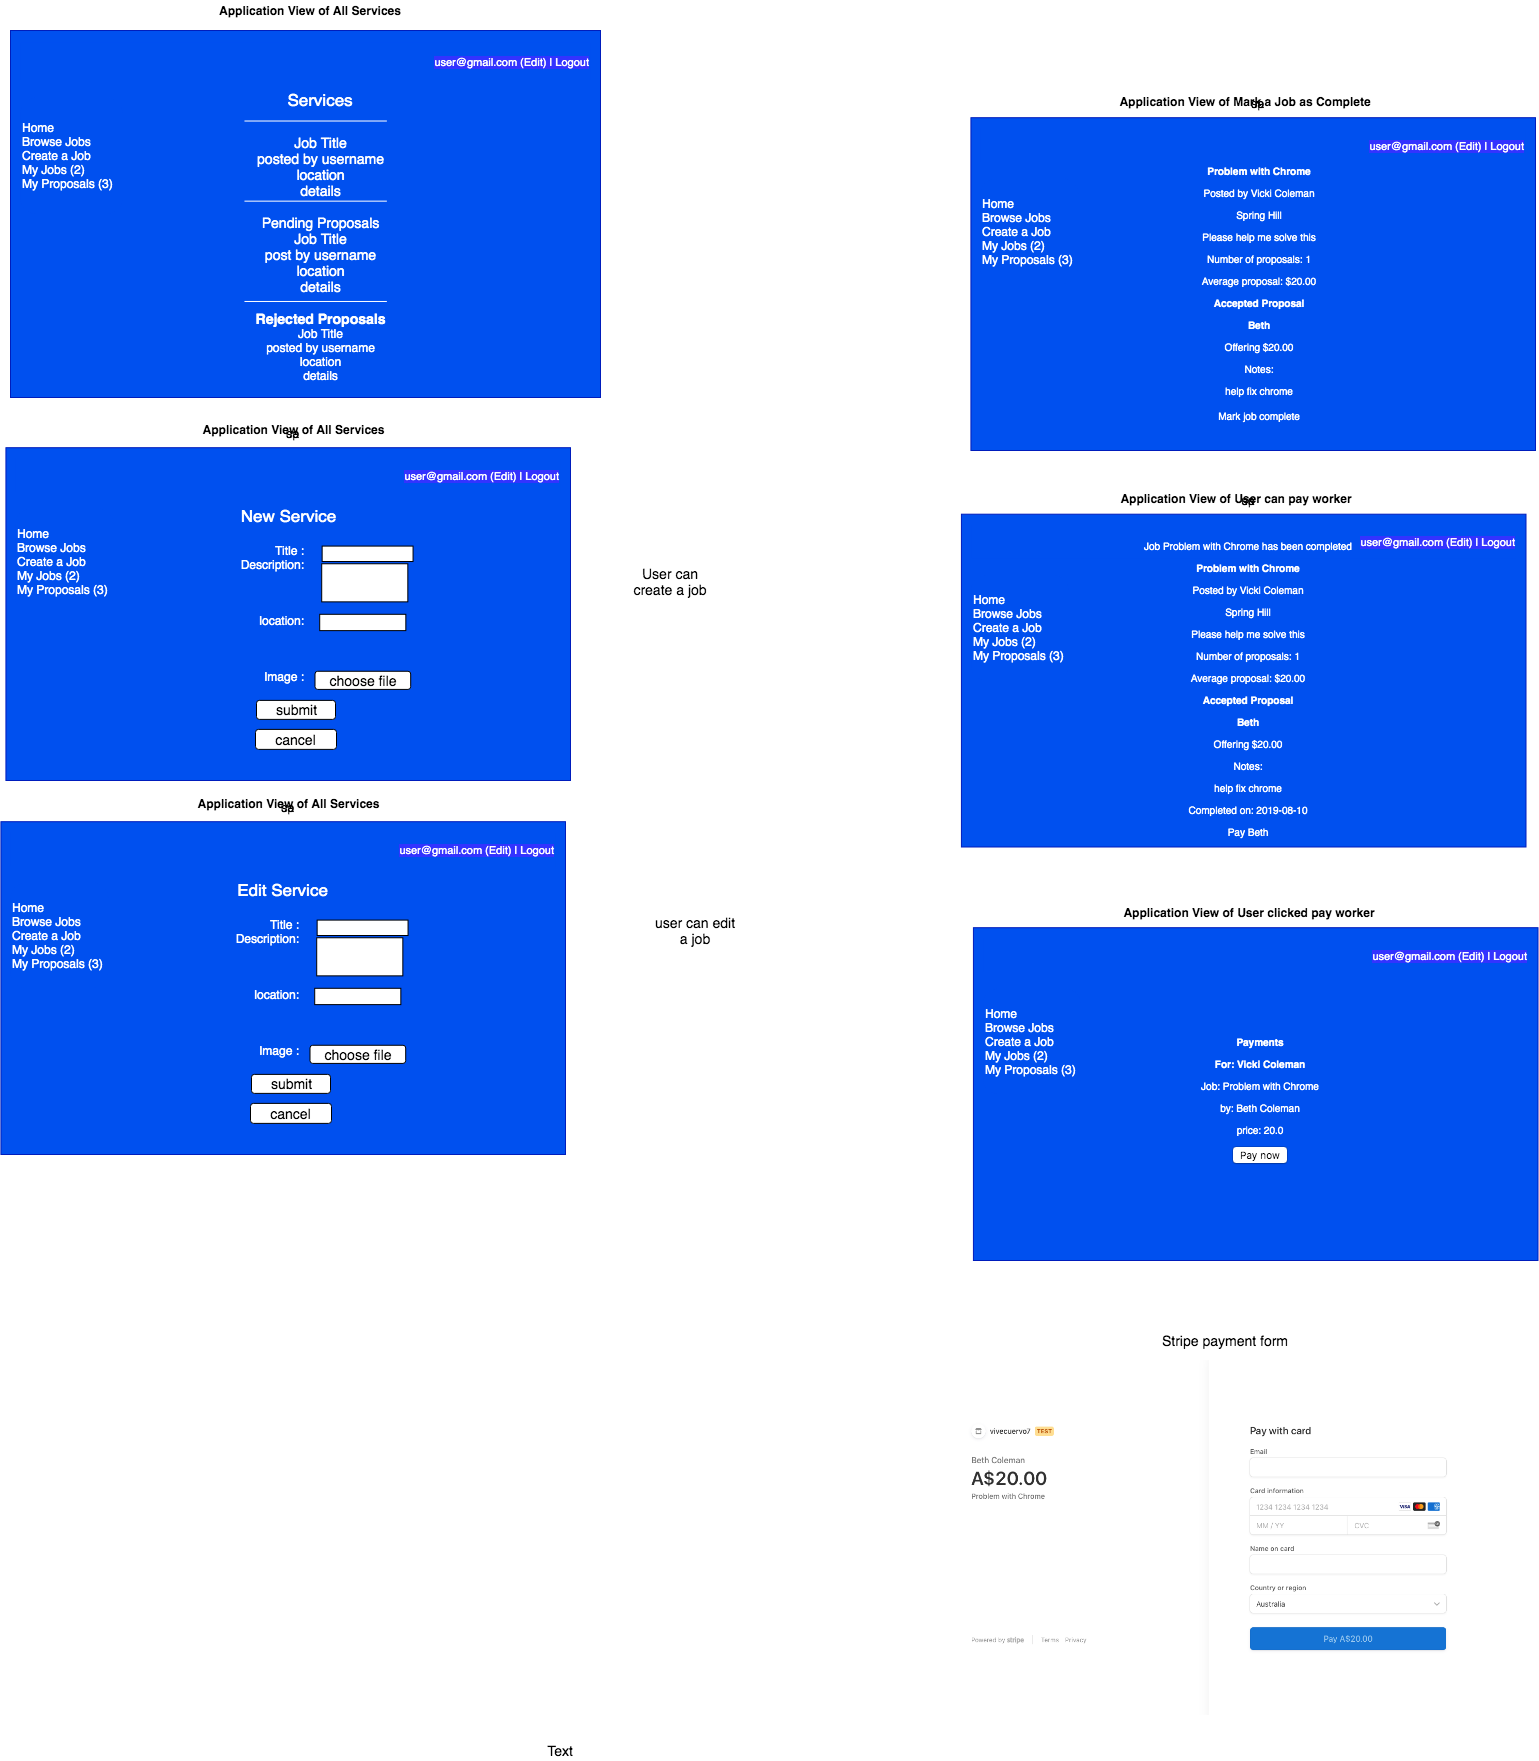 Application View of All Services
user@gmail.com (Edit) | Logout
Services
Home
Browse Jobs
Create a Job
My Jobs (2)
My Proposals (3)
Job Title
posted by username
location
details
Pending Proposals
Job Title
post by username
location
details
Rejected Proposals
Job Title
posted by username
location
details
Application View of All Services
user@gmail.com (Edit) | Logout
New Service
Home
Browse Jobs
Create a Job
My Jobs (2)
My Proposals (3)
Title :
Description:
location:
Image :
choose file
submit
cancel
User can
create a job
Application View of All Services
user@gmail.com (Edit) | Logout
Edit Service
Home
Browse Jobs
Create a Job
My Jobs (2)
My Proposals (3)
Title :
Description:
location:
Image :
choose file
submit
cancel
user can edit
a job
Application View of Mark a Job as Complete
user@gmail.com (Edit) | Logout
Home
Browse Jobs
Create a Job
My Jobs (2)
My Proposals (3)
Problem with Chrome
Posted by Vicki Coleman
Spring Hill
Please help me solve this
Number of proposals: 1
Average proposal: $20.00
Accepted Proposal
Beth
Offering $20.00
Notes:
help fix chrome
Mark job complete
Application View of User can pay worker
Job Problem with Chrome has been completed
user@gmail.com (Edit) | Logout
Home
Browse Jobs
Create a Job
My Jobs (2)
My Proposals (3)
Problem with Chrome
Posted by Vicki Coleman
Spring Hill
Please help me solve this
Number of proposals: 1
Average proposal: $20.00
Accepted Proposal
Beth
Offering $20.00
Notes:
help fix chrome
Completed on: 2019-08-10
Pay Beth
Application View of User clicked pay worker
user@gmail.com (Edit) | Logout
Home
Browse Jobs
Create a Job
My Jobs (2)
My Proposals (3)
Payments
For: Vicki Coleman
Job: Problem with Chrome
by: Beth Coleman
price: 20.0
Pay now
Stripe payment form
vivecuervo7 TEST
Beth Coleman
A$20.00
Problem with Chrome
Powered by stripe
Terms Privacy
Pay with card
Email
Card information
1234 1234 1234 1234
VISA
MM / YY
CVC
Name on card
Country or region
Australia
Pay A$20.00
Text